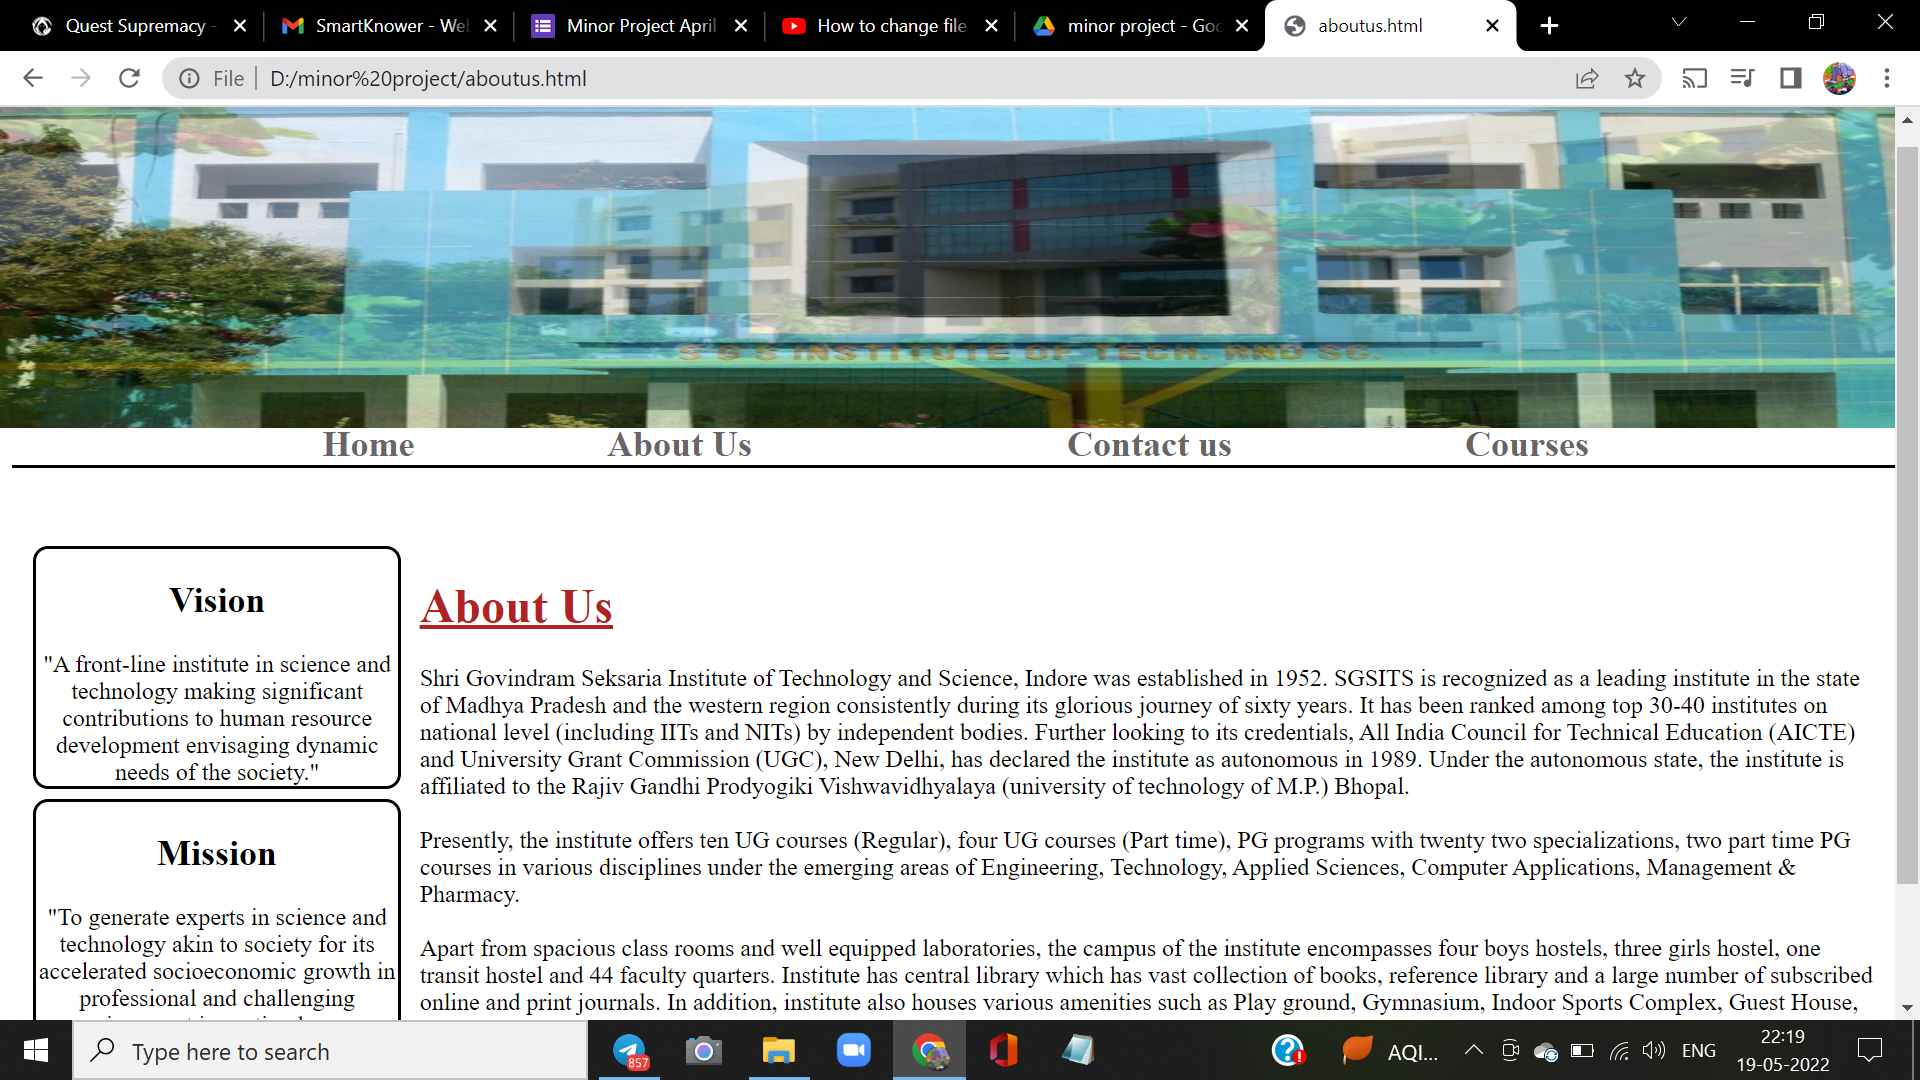 Quest Supremacy -
SmartKnower - Web
Minor Project April
How to change file
minor project - Goo
aboutus.html
File
D:/minor%20project/aboutus.html
S G S INSTITUTE OF TECH. AND SC.
Home
About Us
Contact us
Courses
Vision
"A front-line institute in science and
technology making significant
contributions to human resource
development envisaging dynamic
needs of the society."
Mission
"To generate experts in science and
technology akin to society for its
accelerated socioeconomic growth in
professional and challenging
About Us
Shri Govindram Seksaria Institute of Technology and Science, Indore was established in 1952. SGSITS is recognized as a leading institute in the state
of Madhya Pradesh and the western region consistently during its glorious journey of sixty years. It has been ranked among top 30-40 institutes on
national level (including IITs and NITs) by independent bodies. Further looking to its credentials, All India Council for Technical Education (AICTE)
and University Grant Commission (UGC), New Delhi, has declared the institute as autonomous in 1989. Under the autonomous state, the institute is
affiliated to the Rajiv Gandhi Prodyogiki Vishwavidhyalaya (university of technology of M.P.) Bhopal.
Presently, the institute offers ten UG courses (Regular), four UG courses (Part time), PG programs with twenty two specializations, two part time PG
courses in various disciplines under the emerging areas of Engineering, Technology, Applied Sciences, Computer Applications, Management &
Pharmacy.
Apart from spacious class rooms and well equipped laboratories, the campus of the institute encompasses four boys hostels, three girls hostel, one
transit hostel and 44 faculty quarters. Institute has central library which has vast collection of books, reference library and a large number of subscribed
online and print journals. In addition, institute also houses various amenities such as Play ground, Gymnasium, Indoor Sports Complex, Guest House,
Type here to search
857
AQI...
ENG
22:19
19-05-2022